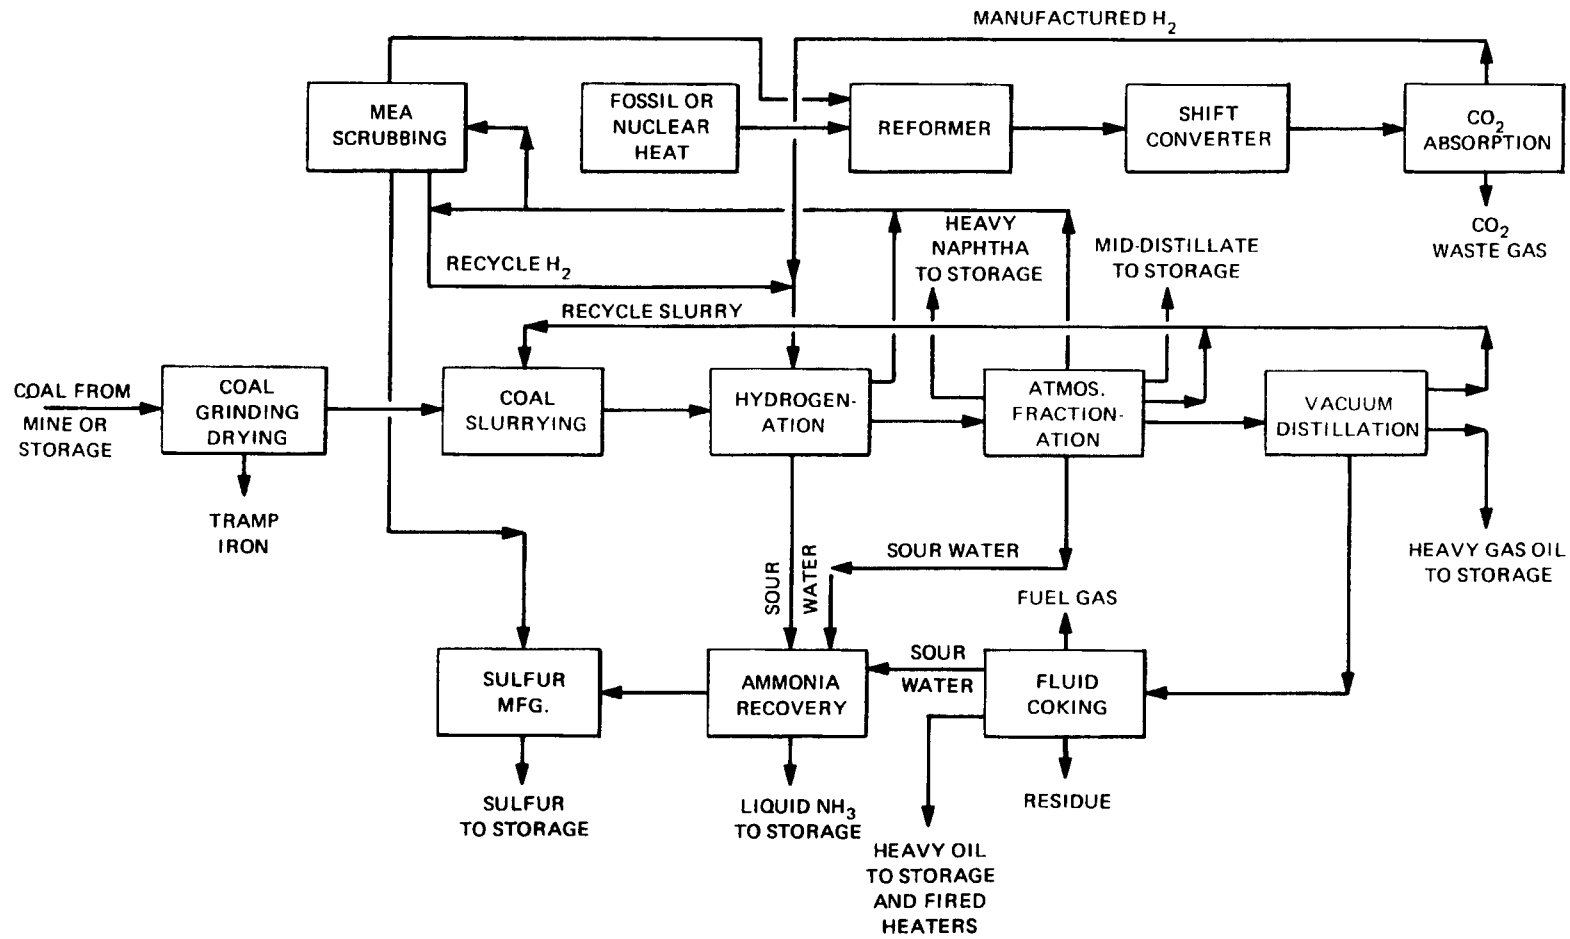 MANUFACTURED H2
MEA
SCRUBBING
FOSSIL OR
NUCLEAR
HEAT
REFORMER
SHIFT
CONVERTER
CO2
ABSORPTION
CO2
WASTE GAS
HEAVY
NAPHTHA
TO STORAGE
MID-DISTILLATE
TO STORAGE
RECYCLE H2
RECYCLE SLURRY
COAL FROM
MINE OR
STORAGE
COAL
GRINDING
DRYING
COAL
SLURRYING
HYDROGEN-
ATION
ATMOS.
FRACTION-
ATION
VACUUM
DISTILLATION
TRAMP
IRON
SOUR
WATER
SOUR WATER
HEAVY GAS OIL
TO STORAGE
FUEL GAS
SULFUR
MFG.
AMMONIA
RECOVERY
SOUR
WATER
FLUID
COKING
SULFUR
TO STORAGE
LIQUID NH3
TO STORAGE
RESIDUE
HEAVY OIL
TO STORAGE
AND FIRED
HEATERS